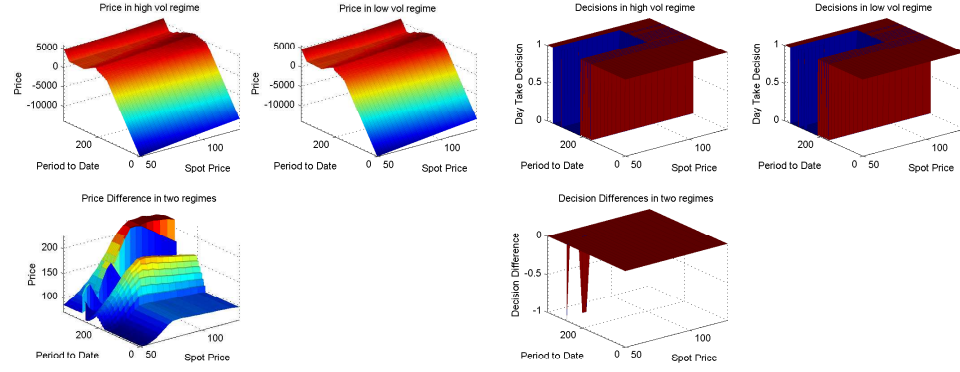 Price in high vol regime
Price in low vol regime
Decisions in high vol regime
Decisions in low vol regime
5000
0
-5000
-10000
Price
200
0
50
100
Period to Date
Spot Price
5000
0
-5000
-10000
Price
200
0
50
100
Period to Date
Spot Price
1
0.5
0
Day Take Decision
200
0
50
100
Period to Date
Spot Price
1
0.5
0
Day Take Decision
200
0
50
100
Period to Date
Spot Price
Price Difference in two regimes
200
150
100
Price
200
0
50
100
Period to Date
Spot Price
Decision Differences in two regimes
0
-0.5
-1
Decision Difference
200
0
50
100
Period to Date
Spot Price